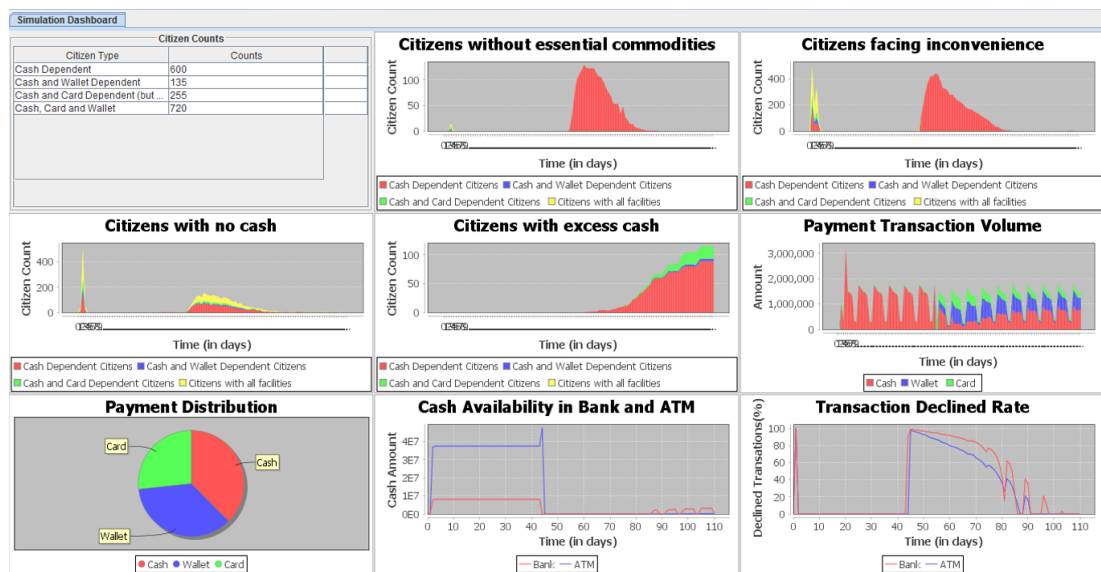 Simulation Dashboard
Citizen Counts
Citizen Type Counts
Cash Dependent 600
Cash and Wallet Dependent 135
Cash and Card Dependent (but ... 255
Cash, Card and Wallet 720
Citizens without essential commodities
Citizen Count
100
50
0
Time (in days)
Cash Dependent Citizens Cash and Wallet Dependent Citizens
Cash and Card Dependent Citizens Citizens with all facilities
Citizens facing inconvenience
Citizen Count
400
200
0
Time (in days)
Cash Dependent Citizens Cash and Wallet Dependent Citizens
Cash and Card Dependent Citizens Citizens with all facilities
Citizens with no cash
Citizen Count
400
200
0
Time (in days)
Cash Dependent Citizens Cash and Wallet Dependent Citizens
Cash and Card Dependent Citizens Citizens with all facilities
Citizens with excess cash
Citizen Count
100
50
0
Time (in days)
Cash Dependent Citizens Cash and Wallet Dependent Citizens
Cash and Card Dependent Citizens Citizens with all facilities
Payment Transaction Volume
Amount
3,000,000
2,000,000
1,000,000
0
Time (in days)
Cash Wallet Card
Payment Distribution
Card
Cash
Wallet
Cash Wallet Card
Cash Availability in Bank and ATM
Cash Amount
4E7
3E7
2E7
1E7
0E0
0 10 20 30 40 50 60 70 80 90 100 110
Time (in days)
Bank ATM
Transaction Declined Rate
Declined Transations(%)
100
80
60
40
20
0
0 10 20 30 40 50 60 70 80 90 100 110
Time (in days)
Bank ATM